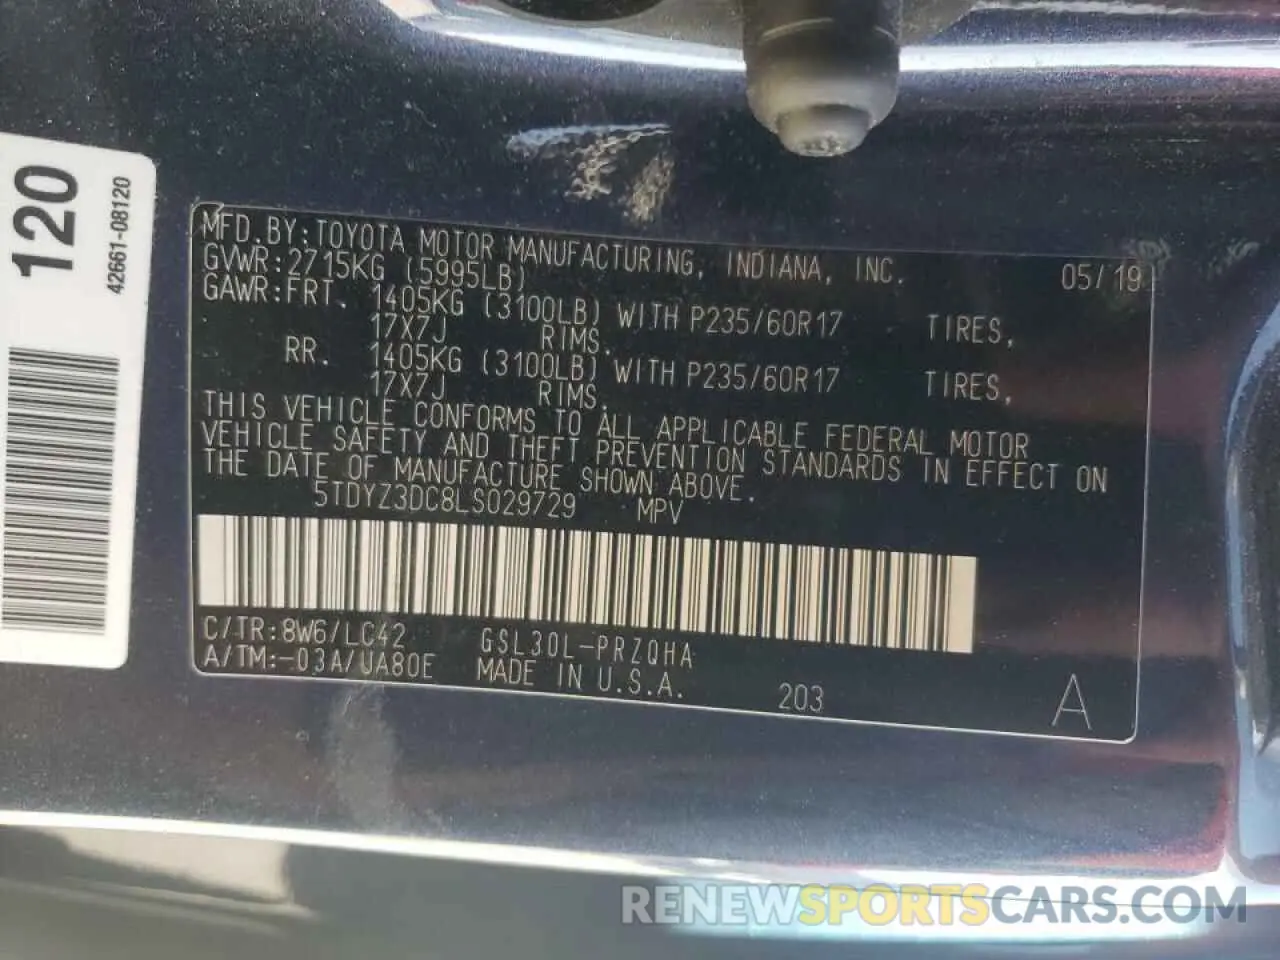 120
42661-08120
MFD.BY:TOYOTA MOTOR MANUFACTURING, INDIANA, INC. 05/19
GVWR:2715KG (5995LB)
GAWR:FRT. 1405KG (3100LB) WITH P235/60R17 TIRES,
17X7J RIMS.
RR. 1405KG (3100LB) WITH P235/60R17 TIRES,
17X7J RIMS.
THIS VEHICLE CONFORMS TO ALL APPLICABLE FEDERAL MOTOR
VEHICLE SAFETY AND THEFT PREVENTION STANDARDS IN EFFECT ON
THE DATE OF MANUFACTURE SHOWN ABOVE.
5TDYZ3DC8LS029729 MPV
C/TR:8W6/LC42 GSL30L-PRZQHA
A/TM:-03A/UA80E MADE IN U.S.A. 203 A
RENEWSPORTSCARS.COM